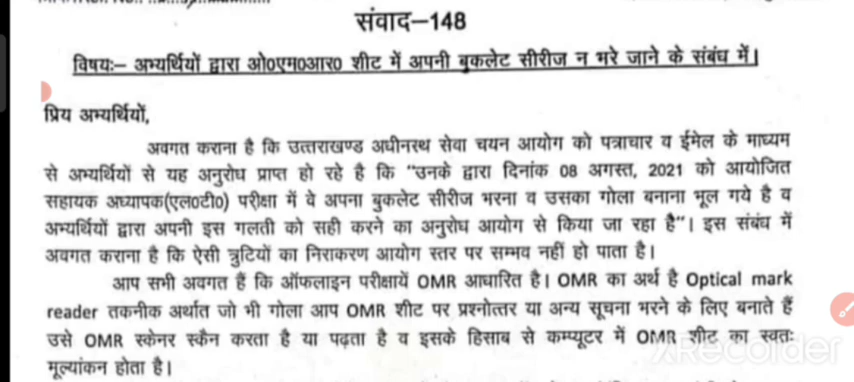 संवाद–148
विषयः– अभ्यर्थियों द्वारा ओ०एम०आर० शीट में अपनी बुकलेट सीरीज न भरे जाने के संबंध में।
प्रिय अभ्यर्थियों,
अवगत कराना है कि उत्तराखण्ड अधीनस्थ सेवा चयन आयोग को पत्राचार व ईमेल के माध्यम
से अभ्यर्थियों से यह अनुरोध प्राप्त हो रहे है कि "उनके द्वारा दिनांक 08 अगस्त, 2021 को आयोजित
सहायक अध्यापक(एल०टी०) परीक्षा में वे अपना बुकलेट सीरीज भरना व उसका गोला बनाना भूल गये है व
अभ्यर्थियों द्वारा अपनी इस गलती को सही करने का अनुरोध आयोग से किया जा रहा है"। इस संबंध में
अवगत कराना है कि ऐसी त्रुटियों का निराकरण आयोग स्तर पर सम्भव नहीं हो पाता है।
आप सभी अवगत हैं कि ऑफलाइन परीक्षायें OMR आधारित है। OMR का अर्थ है Optical mark
reader तकनीक अर्थात जो भी गोला आप OMR शीट पर प्रश्नोत्तर या अन्य सूचना भरने के लिए बनाते हैं
उसे OMR स्केनर स्कैन करता है या पढ़ता है व इसके हिसाब से कम्प्यूटर में OMR शीट का स्वतः
मूल्यांकन होता है।
XRecorder